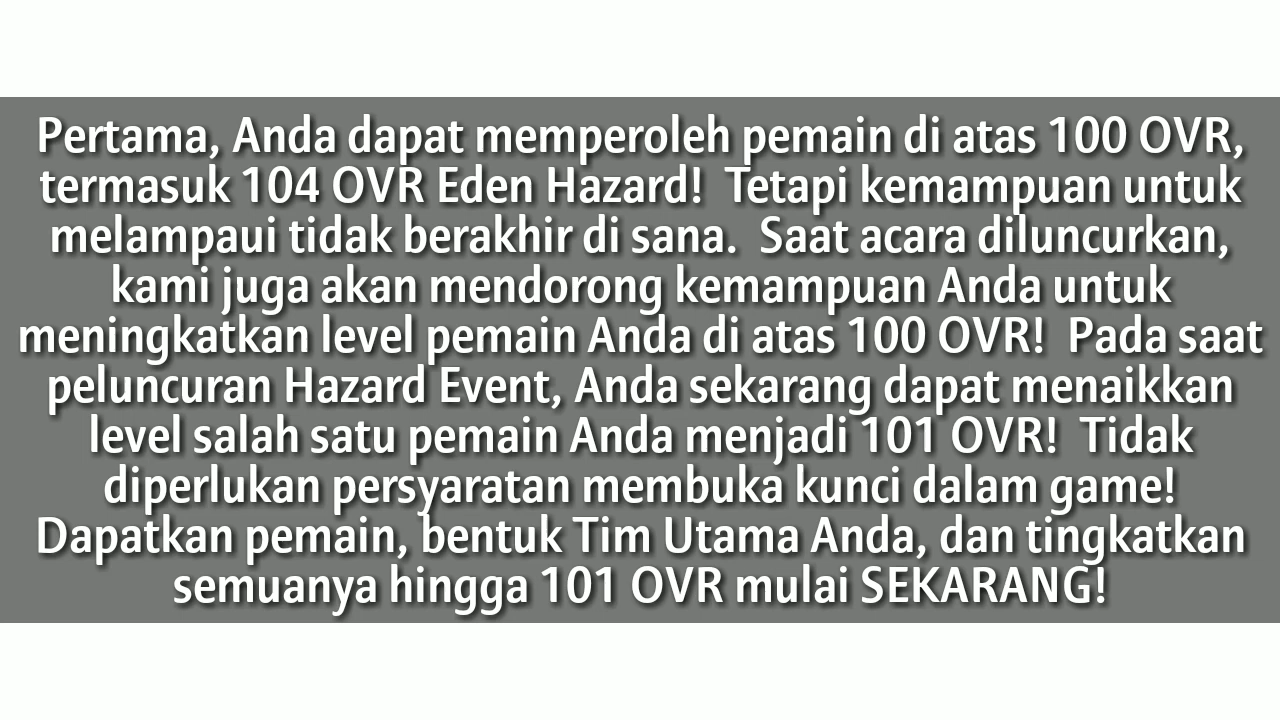 Pertama, Anda dapat memperoleh pemain di atas 100 OVR,
termasuk 104 OVR Eden Hazard!  Tetapi kemampuan untuk
melampaui tidak berakhir di sana.  Saat acara diluncurkan,
kami juga akan mendorong kemampuan Anda untuk
meningkatkan level pemain Anda di atas 100 OVR!  Pada saat
peluncuran Hazard Event, Anda sekarang dapat menaikkan
level salah satu pemain Anda menjadi 101 OVR!  Tidak
diperlukan persyaratan membuka kunci dalam game!
Dapatkan pemain, bentuk Tim Utama Anda, dan tingkatkan
semuanya hingga 101 OVR mulai SEKARANG!